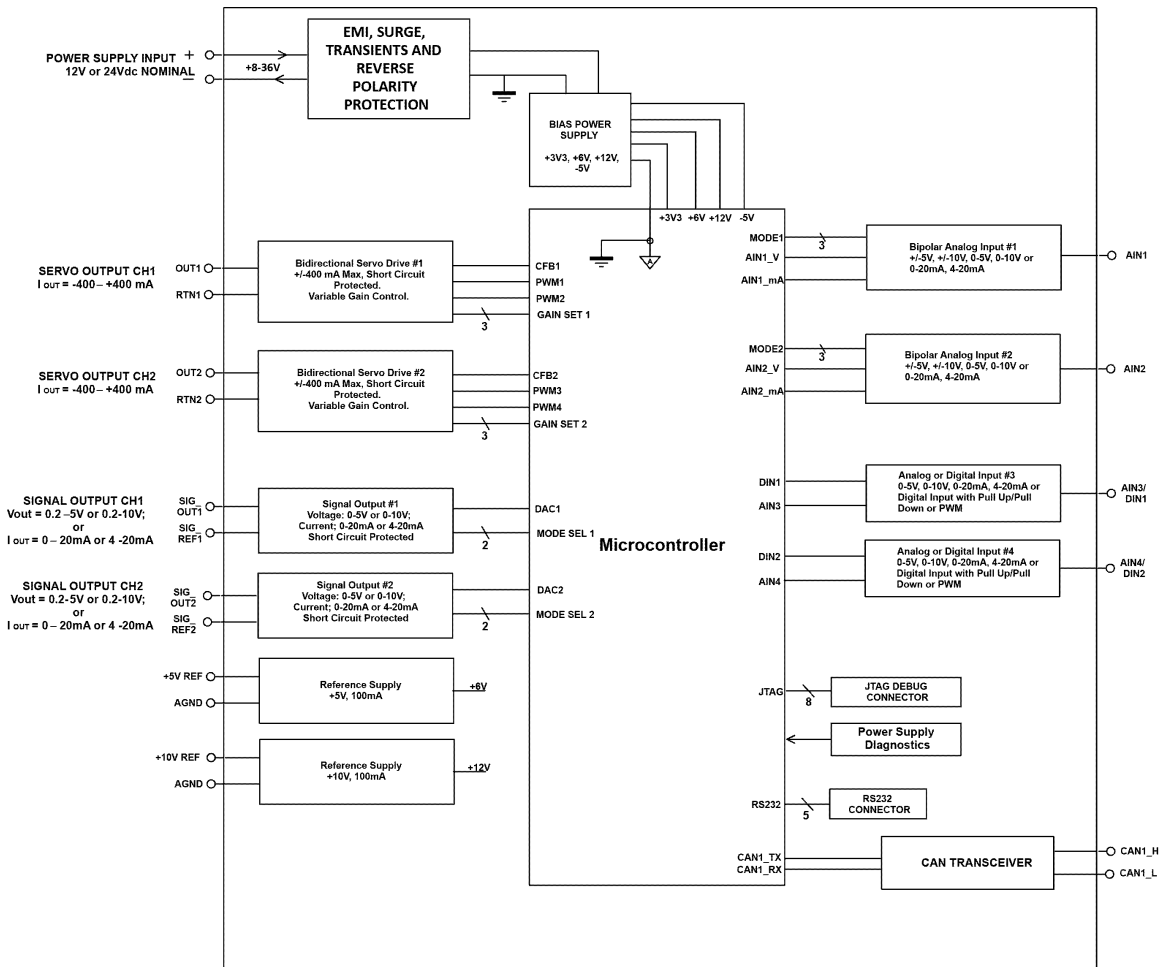 POWER SUPPLY INPUT +
12V or 24Vdc NOMINAL –
+8-36V
EMI, SURGE,
TRANSIENTS AND
REVERSE
POLARITY
PROTECTION
BIAS POWER
SUPPLY
+3V3, +6V, +12V,
-5V
+3V3 +6V +12V -5V
A
SERVO OUTPUT CH1
I OUT = -400 – +400 mA
OUT1
RTN1
Bidirectional Servo Drive #1
+/-400 mA Max, Short Circuit
Protected.
Variable Gain Control.
CFB1
PWM1
PWM2
GAIN SET 1
3
SERVO OUTPUT CH2
I OUT = -400 – +400 mA
OUT2
RTN2
Bidirectional Servo Drive #2
+/-400 mA Max, Short Circuit
Protected.
Variable Gain Control.
CFB2
PWM3
PWM4
GAIN SET 2
3
SIGNAL OUTPUT CH1
Vout = 0.2 –5V or 0.2-10V;
or
I OUT = 0 – 20mA or 4 -20mA
SIG_
OUT1
SIG_
REF1
Signal Output #1
Voltage: 0-5V or 0-10V;
Current; 0-20mA or 4-20mA
Short Circuit Protected
DAC1
MODE SEL 1
2
SIGNAL OUTPUT CH2
Vout = 0.2-5V or 0.2-10V;
or
I OUT = 0 – 20mA or 4 -20mA
SIG_
OUT2
SIG_
REF2
Signal Output #2
Voltage: 0-5V or 0-10V;
Current; 0-20mA or 4-20mA
Short Circuit Protected
DAC2
MODE SEL 2
2
+5V REF
AGND
Reference Supply
+5V, 100mA
+6V
+10V REF
AGND
Reference Supply
+10V, 100mA
+12V
Microcontroller
MODE1
AIN1_V
AIN1_mA
3
Bipolar Analog Input #1
+/-5V, +/-10V, 0-5V, 0-10V or
0-20mA, 4-20mA
AIN1
MODE2
AIN2_V
AIN2_mA
3
Bipolar Analog Input #2
+/-5V, +/-10V, 0-5V, 0-10V or
0-20mA, 4-20mA
AIN2
DIN1
AIN3
Analog or Digital Input #3
0-5V, 0-10V, 0-20mA, 4-20mA or
Digital Input with Pull Up/Pull
Down or PWM
AIN3/
DIN1
DIN2
AIN4
Analog or Digital Input #4
0-5V, 0-10V, 0-20mA, 4-20mA or
Digital Input with Pull Up/Pull
Down or PWM
AIN4/
DIN2
JTAG
8
JTAG DEBUG
CONNECTOR
Power Supply
Diagnostics
RS232
5
RS232
CONNECTOR
CAN1_TX
CAN1_RX
CAN TRANSCEIVER
CAN1_H
CAN1_L